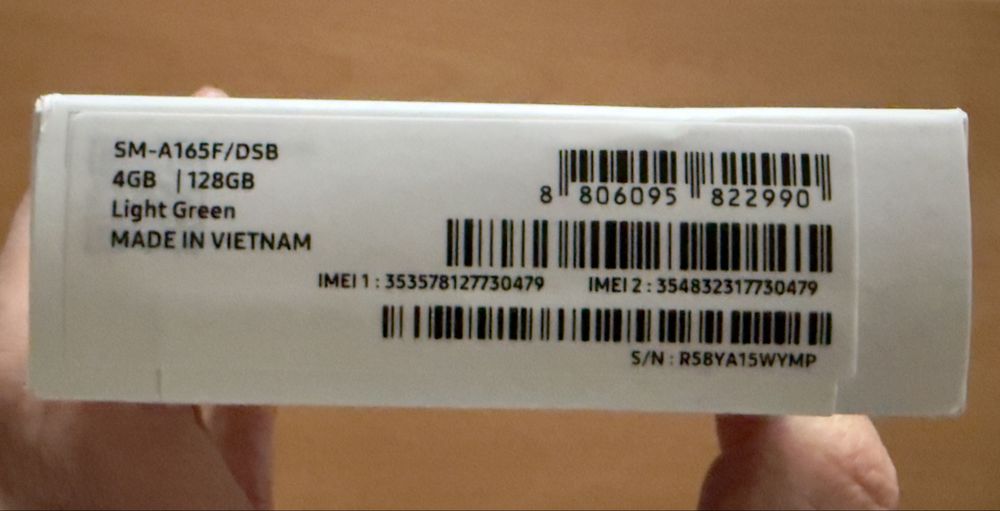 SM-A165F/DSB
4GB | 128GB
Light Green
MADE IN VIETNAM
8 806095 822990
IMEI 1 : 353578127730479 IMEI 2 : 354832317730479
S/N : R58YA15WYMP